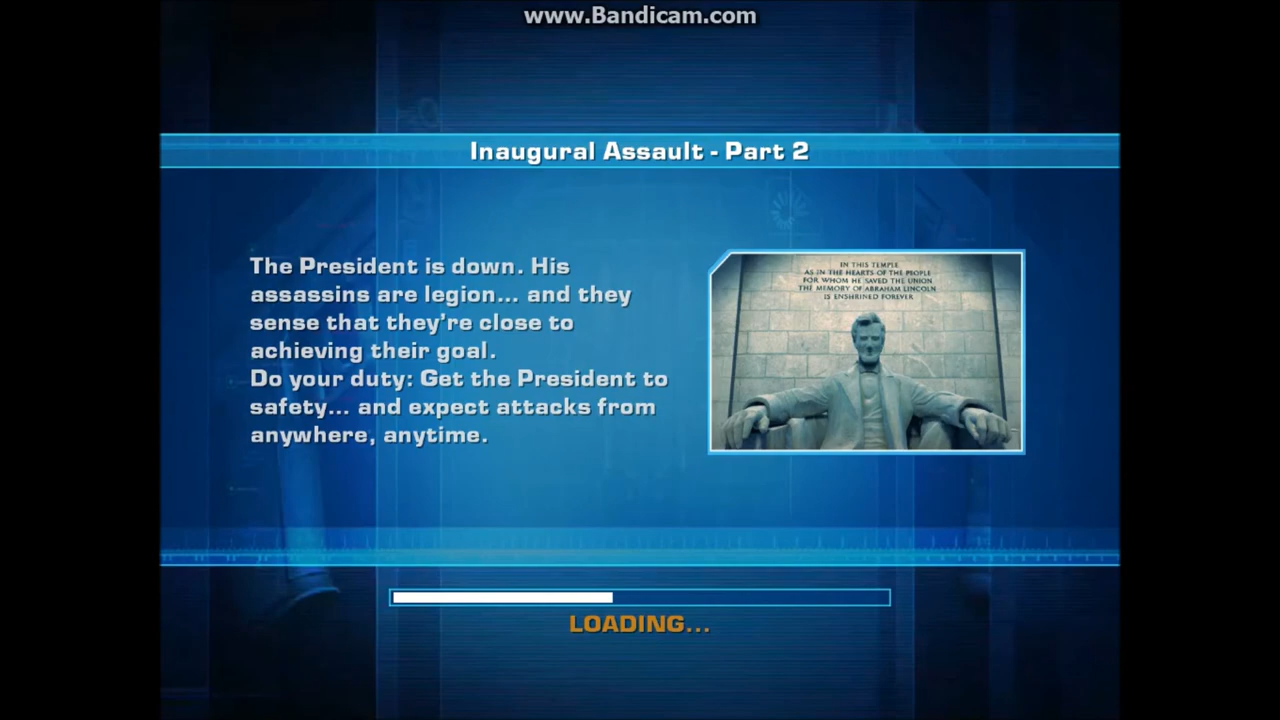 www.Bandicam.com
Inaugural Assault - Part 2
The President is down. His
assassins are legion... and they
sense that they're close to
achieving their goal.
Do your duty: Get the President to
safety... and expect attacks from
anywhere, anytime.
IN THIS TEMPLE
AS IN THE HEARTS OF THE PEOPLE
FOR WHOM HE SAVED THE UNION
THE MEMORY OF ABRAHAM LINCOLN
IS ENSHRINED FOREVER
LOADING...